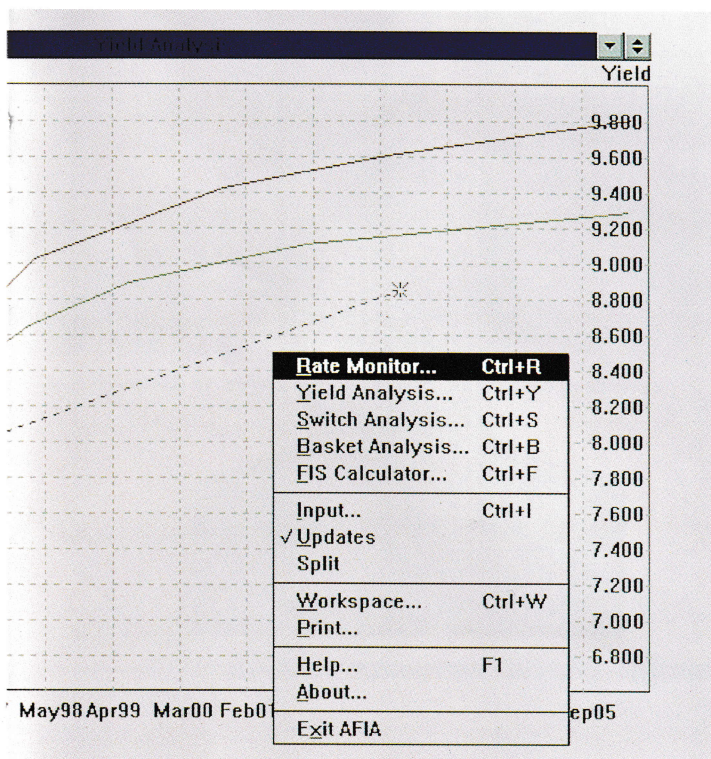 Yield Analysis
Yield
9.800
9.600
9.400
9.200
9.000
8.800
8.600
8.400
8.200
8.000
7.800
7.600
7.400
7.200
7.000
6.800
Rate Monitor... Ctrl+R
Yield Analysis... Ctrl+Y
Switch Analysis... Ctrl+S
Basket Analysis... Ctrl+B
FIS Calculator... Ctrl+F
Input... Ctrl+I
✓Updates
Split
Workspace... Ctrl+W
Print...
Help... F1
About...
Exit AFIA
May98 Apr99 Mar00 Feb01 ep05